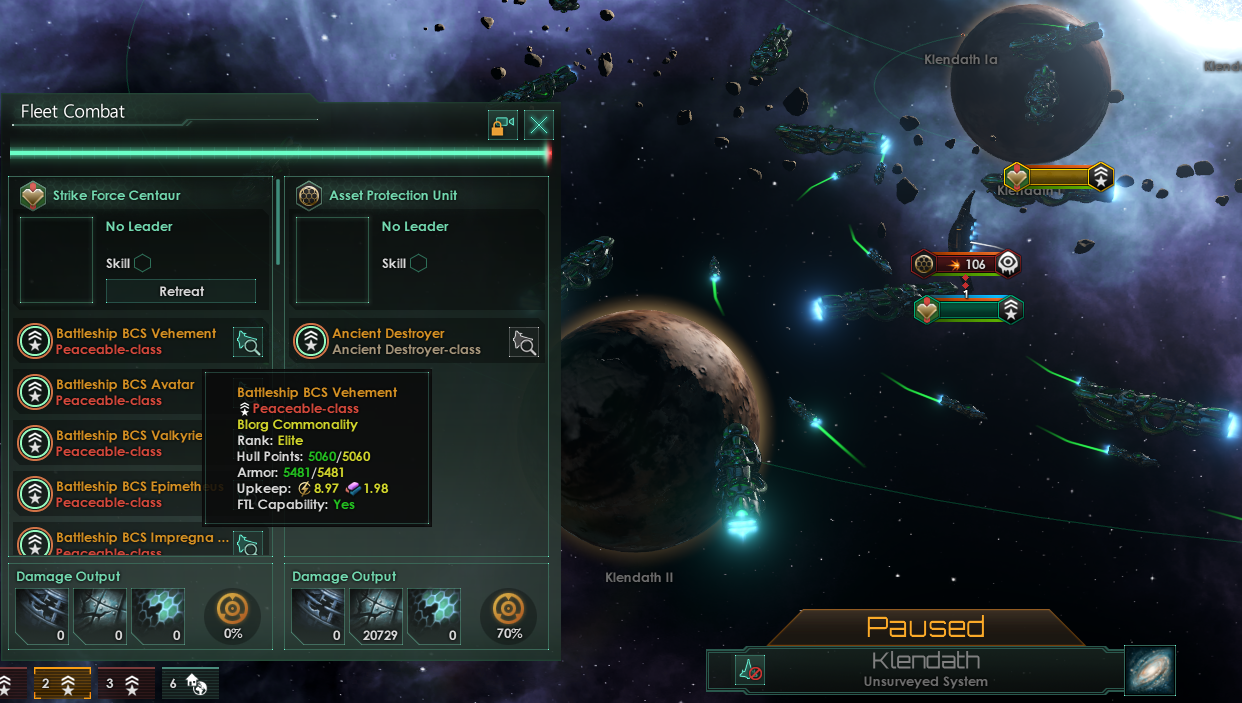 Fleet Combat
Strike Force Centaur
No Leader
Skill
Retreat
Battleship BCS Vehement
Peaceable-class
Battleship BCS Avatar
Peaceable-class
Battleship BCS Valkyrie
Peaceable-class
Battleship BCS Epimetheus
Peaceable-class
Battleship BCS Impregna ...
Peaceable-class
Damage Output
0
0
0
0%
Asset Protection Unit
No Leader
Skill
Ancient Destroyer
Ancient Destroyer-class
Damage Output
0
20729
0
70%
Battleship BCS Vehement
Peaceable-class
Blorg Commonality
Rank: Elite
Hull Points: 5060/5060
Armor: 5481/5481
Upkeep: 8.97 1.98
FTL Capability: Yes
Klendath Ia
Klendath I
106
1
Klendath II
2
3
6
Paused
Klendath
Unsurveyed System